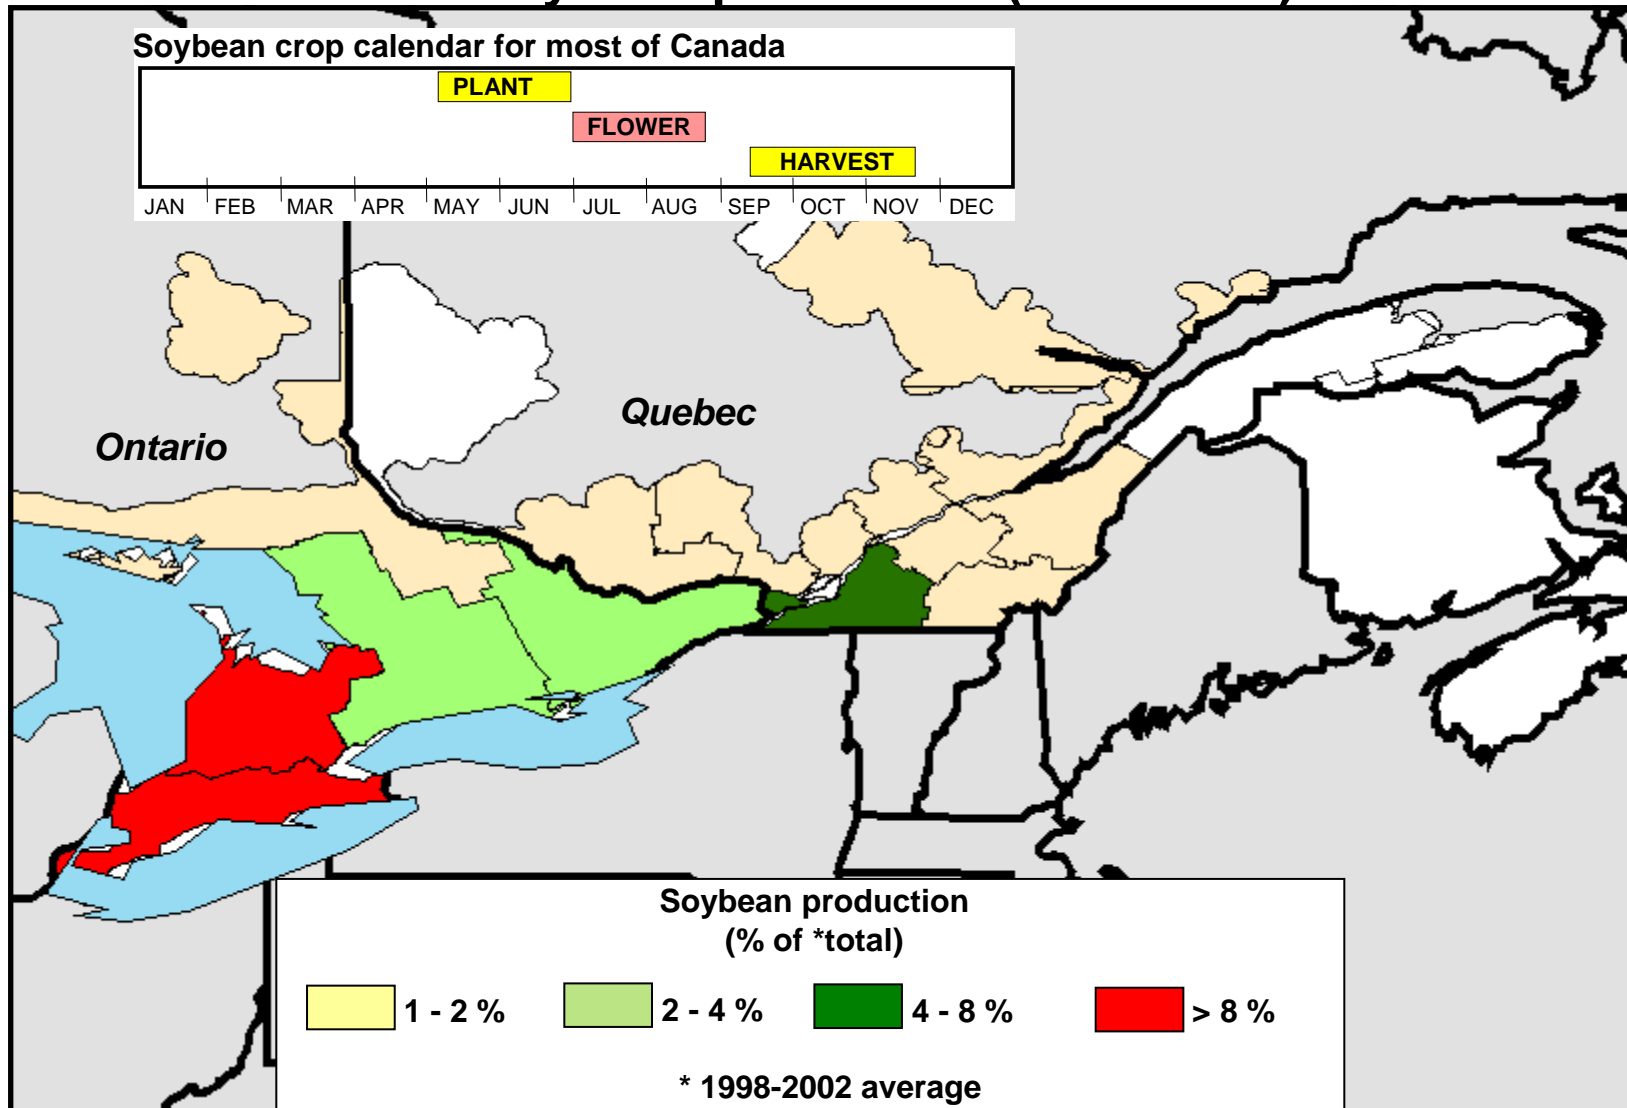 Soybean crop calendar for most of Canada
PLANT
FLOWER
HARVEST
JAN FEB MAR APR MAY JUN JUL AUG SEP OCT NOV DEC
Quebec
Ontario
Soybean production
(% of *total)
1 - 2 % 2 - 4 % 4 - 8 % > 8 %
* 1998-2002 average